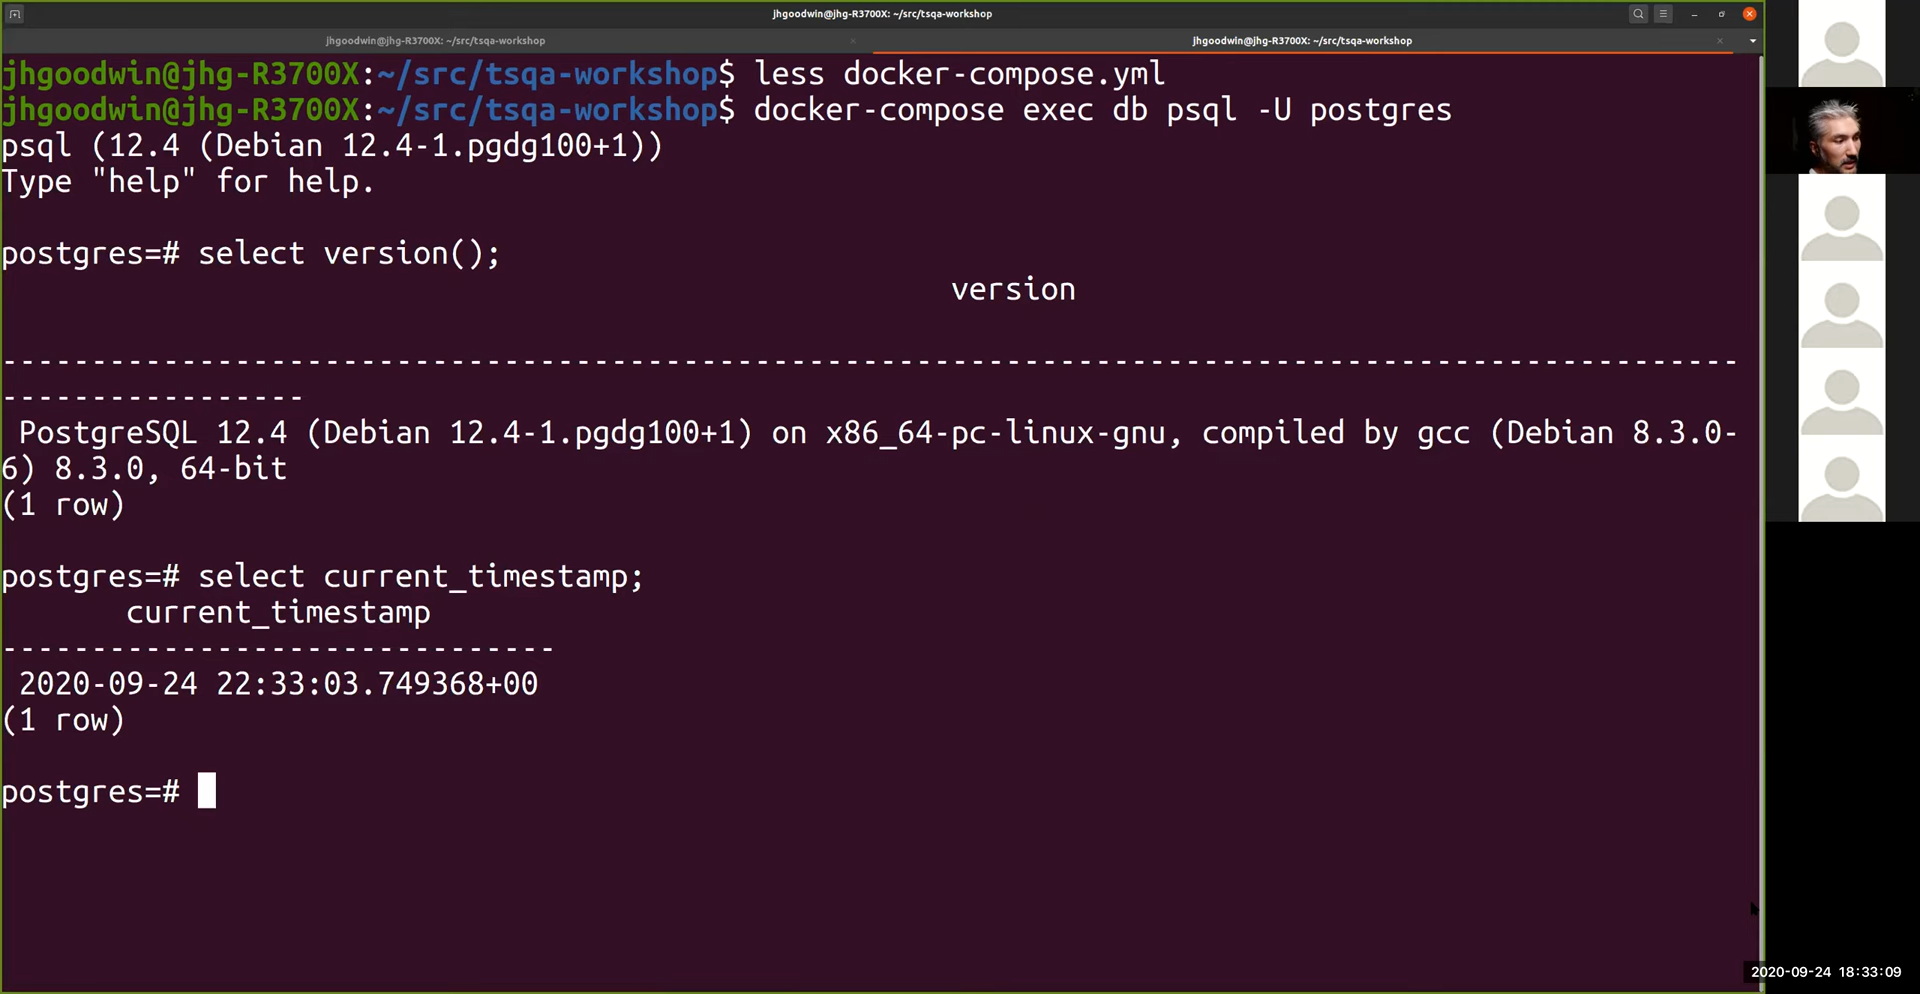 jhgoodwin@jhg-R3700X: ~/src/tsqa-workshop
jhgoodwin@jhg-R3700X: ~/src/tsqa-workshop
jhgoodwin@jhg-R3700X: ~/src/tsqa-workshop
jhgoodwin@jhg-R3700X:~/src/tsqa-workshop$ less docker-compose.yml
jhgoodwin@jhg-R3700X:~/src/tsqa-workshop$ docker-compose exec db psql -U postgres
psql (12.4 (Debian 12.4-1.pgdg100+1))
Type "help" for help.
postgres=# select version();
version
-------------------------------------------------------------------------------------------------
-----------------
PostgreSQL 12.4 (Debian 12.4-1.pgdg100+1) on x86_64-pc-linux-gnu, compiled by gcc (Debian 8.3.0-
6) 8.3.0, 64-bit
(1 row)
postgres=# select current_timestamp;
current_timestamp
-------------------------------
2020-09-24 22:33:03.749368+00
(1 row)
postgres=#
2020-09-24 18:33:09